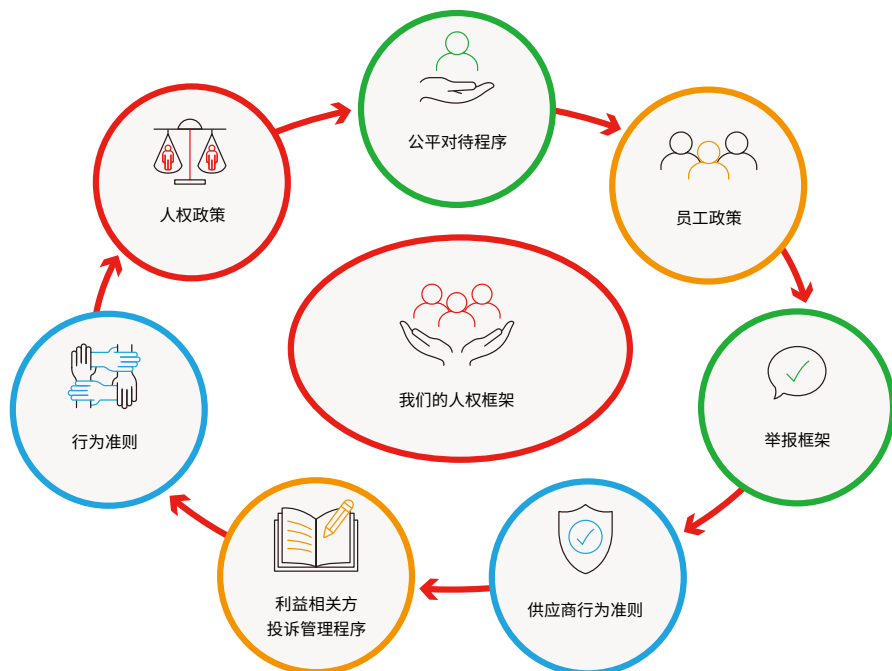 公平对待程序
人权政策
员工政策
我们的人权框架
行为准则
举报框架
利益相关方
投诉管理程序
供应商行为准则